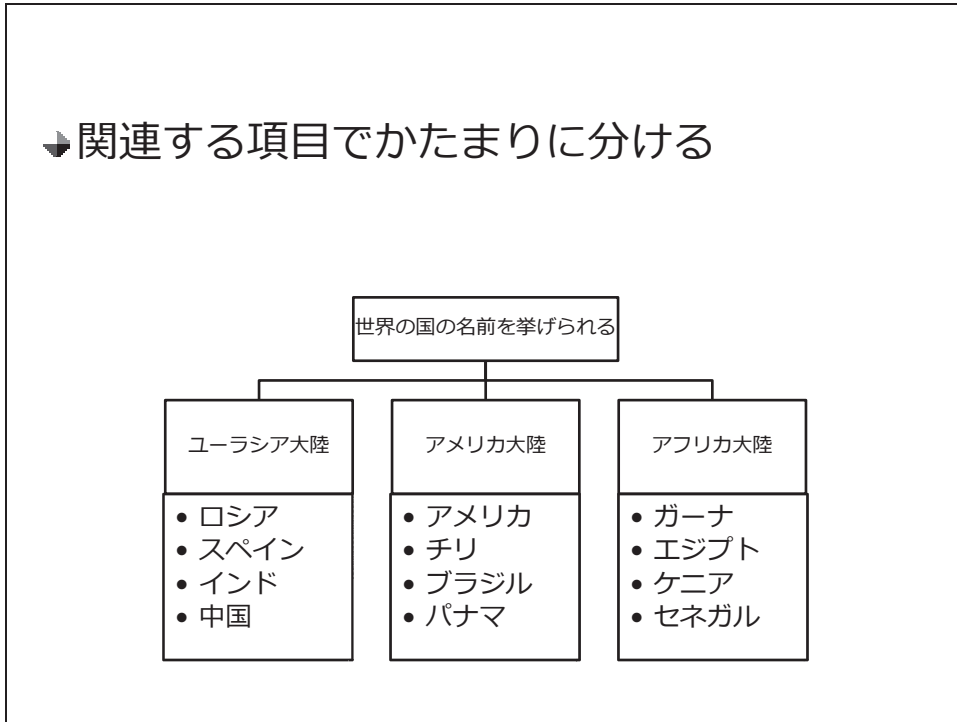 関連する項目でかたまりに分ける
世界の国の名前を挙げられる
ユーラシア大陸
• ロシア
• スペイン
• インド
• 中国
アメリカ大陸
• アメリカ
• チリ
• ブラジル
• パナマ
アフリカ大陸
• ガーナ
• エジプト
• ケニア
• セネガル